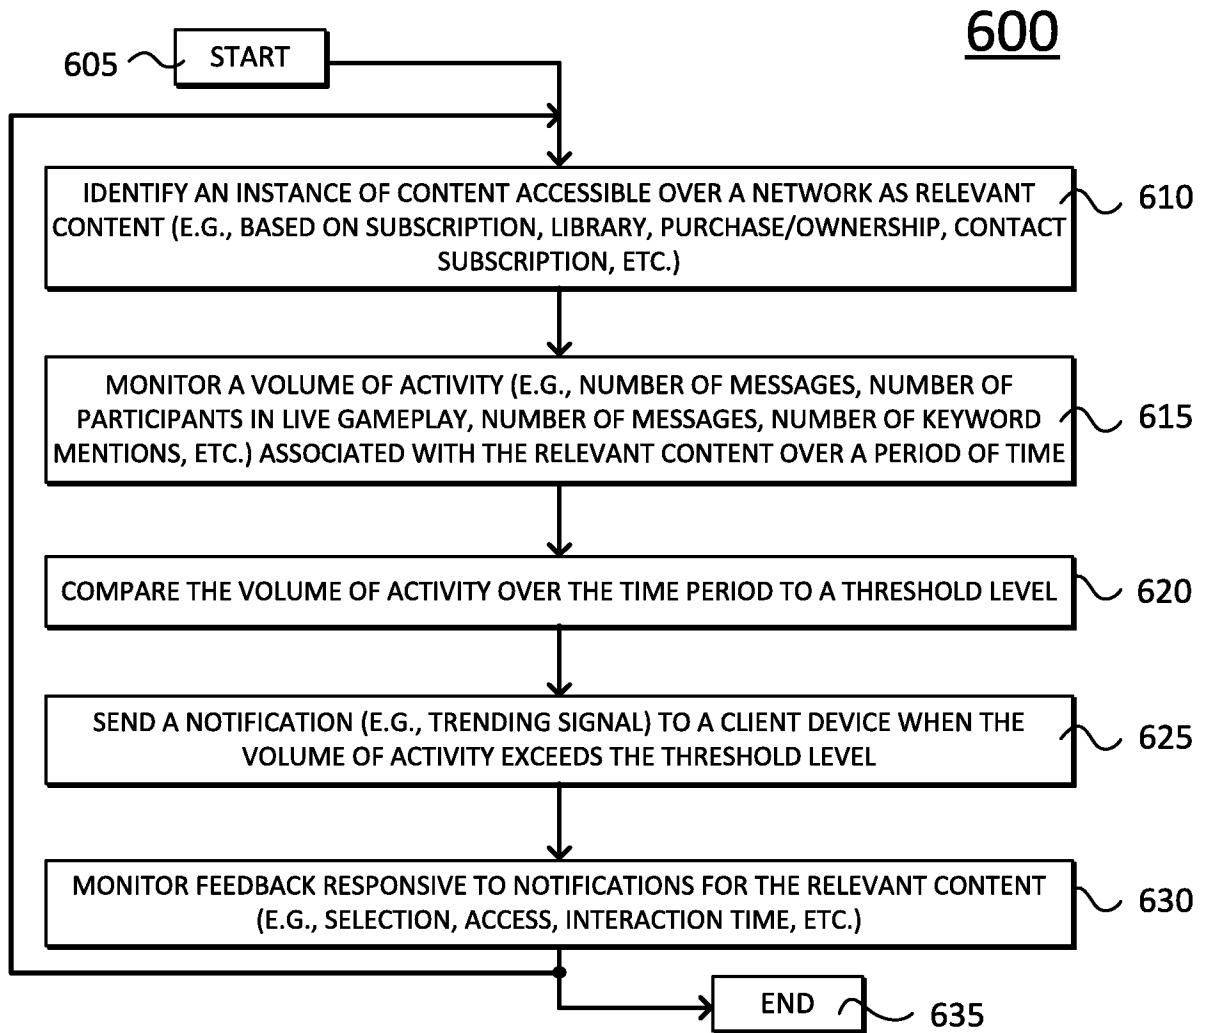 600
605
START
IDENTIFY AN INSTANCE OF CONTENT ACCESSIBLE OVER A NETWORK AS RELEVANT
CONTENT (E.G., BASED ON SUBSCRIPTION, LIBRARY, PURCHASE/OWNERSHIP, CONTACT
SUBSCRIPTION, ETC.)
610
MONITOR A VOLUME OF ACTIVITY (E.G., NUMBER OF MESSAGES, NUMBER OF
PARTICIPANTS IN LIVE GAMEPLAY, NUMBER OF MESSAGES, NUMBER OF KEYWORD
MENTIONS, ETC.) ASSOCIATED WITH THE RELEVANT CONTENT OVER A PERIOD OF TIME
615
COMPARE THE VOLUME OF ACTIVITY OVER THE TIME PERIOD TO A THRESHOLD LEVEL
620
SEND A NOTIFICATION (E.G., TRENDING SIGNAL) TO A CLIENT DEVICE WHEN THE
VOLUME OF ACTIVITY EXCEEDS THE THRESHOLD LEVEL
625
MONITOR FEEDBACK RESPONSIVE TO NOTIFICATIONS FOR THE RELEVANT CONTENT
(E.G., SELECTION, ACCESS, INTERACTION TIME, ETC.)
630
END
635